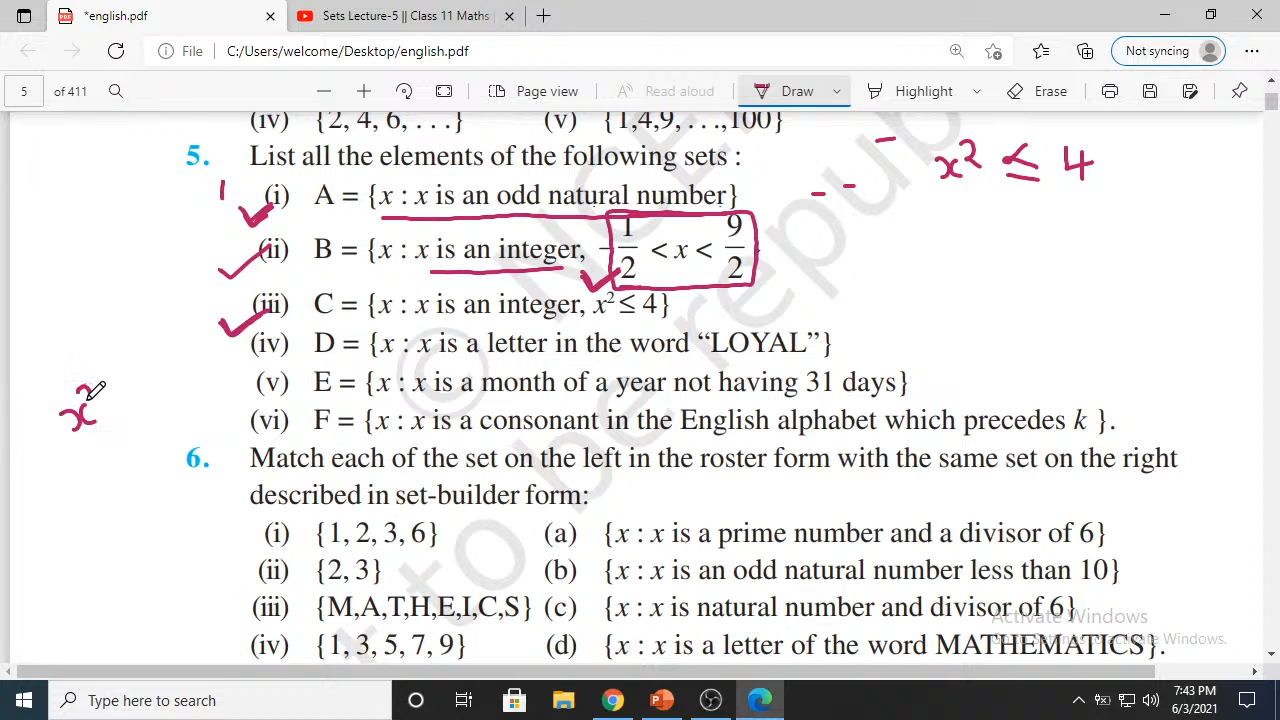 *english.pdf
Sets Lecture-5 || Class 11 Maths
File C:/Users/welcome/Desktop/english.pdf Not syncing
5 of 411 Page view Read aloud Draw Highlight Erase
(iv) {2, 4, 6, . . .} (v) {1,4,9, . . .,100}
5. List all the elements of the following sets :
x² ≤ 4
1 (i) A = {x : x is an odd natural number}
(ii) B = {x : x is an integer, −1/2 < x < 9/2
(iii) C = {x : x is an integer, x² ≤ 4}
(iv) D = {x : x is a letter in the word “LOYAL”}
(v) E = {x : x is a month of a year not having 31 days}
x²
(vi) F = {x : x is a consonant in the English alphabet which precedes k }.
6. Match each of the set on the left in the roster form with the same set on the right
described in set-builder form:
(i) {1, 2, 3, 6} (a) {x : x is a prime number and a divisor of 6}
(ii) {2, 3} (b) {x : x is an odd natural number less than 10}
(iii) {M,A,T,H,E,I,C,S} (c) {x : x is natural number and divisor of 6}
Activate Windows
(iv) {1, 3, 5, 7, 9} (d) {x : x is a letter of the word MATHEMATICS}.
Type here to search
7:43 PM
6/3/2021